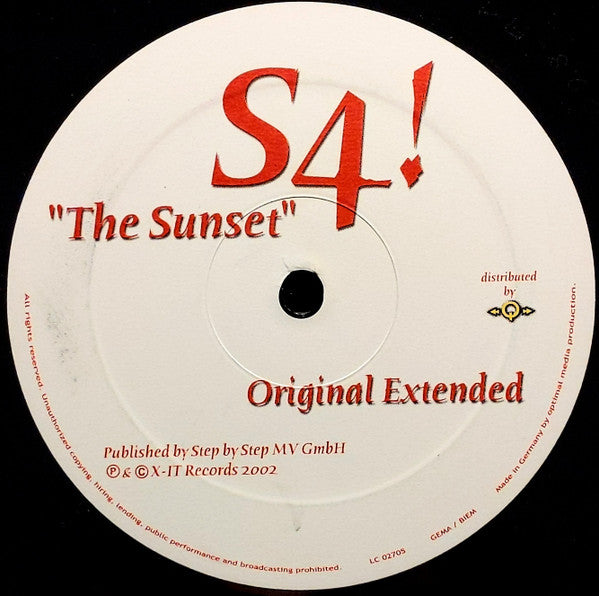 S4!
"The Sunset"
distributed
by
Original Extended
Published by Step by Step MV GmbH
℗ & © X-IT Records 2002
All rights reserved. Unauthorized copying, hiring, lending, public performance and broadcasting prohibited.
LC 02705
GEMA / BIEM
Made in Germany by optimal media production.